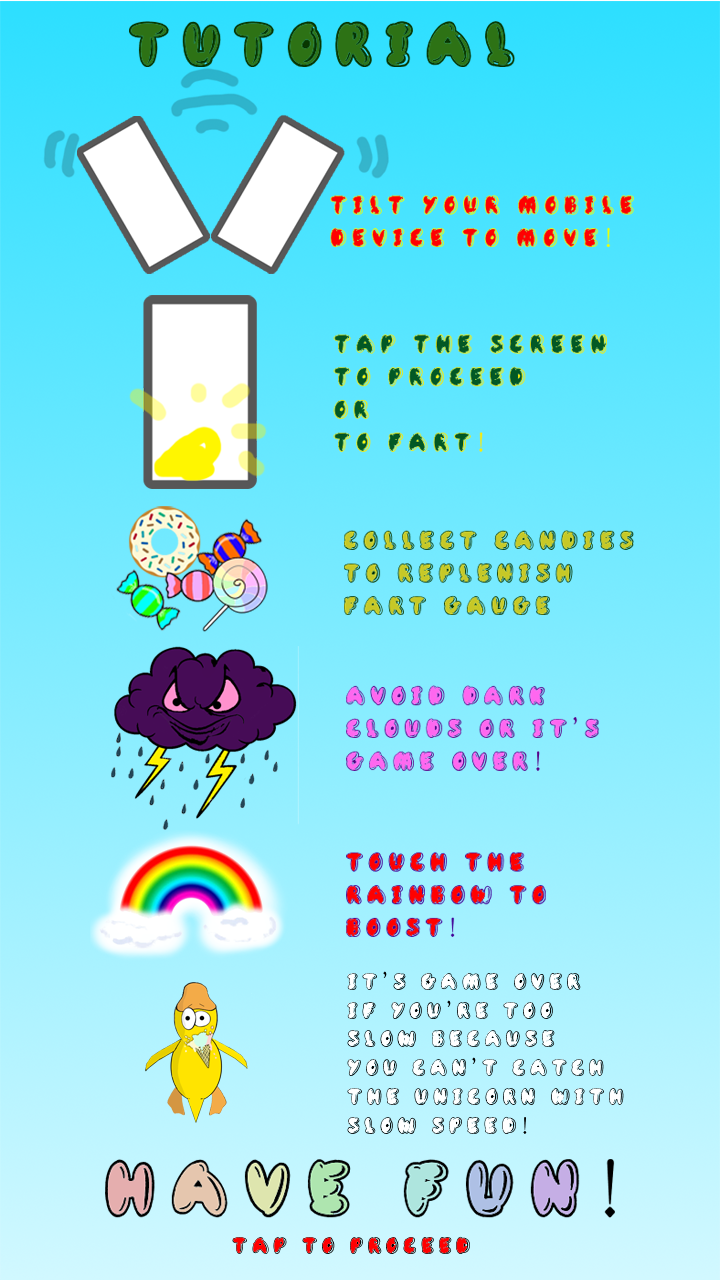 TUTORIAL
TILT YOUR MOBILE
DEVICE TO MOVE!
TAP THE SCREEN
TO PROCEED
OR
TO FART!
COLLECT CANDIES
TO REPLENISH
FART GAUGE
AVOID DARK
CLOUDS OR IT'S
GAME OVER!
TOUCH THE
RAINBOW TO
BOOST!
IT'S GAME OVER
IF YOU'RE TOO
SLOW BECAUSE
YOU CAN'T CATCH
THE UNICORN WITH
SLOW SPEED!
HAVE FUN!
TAP TO PROCEED